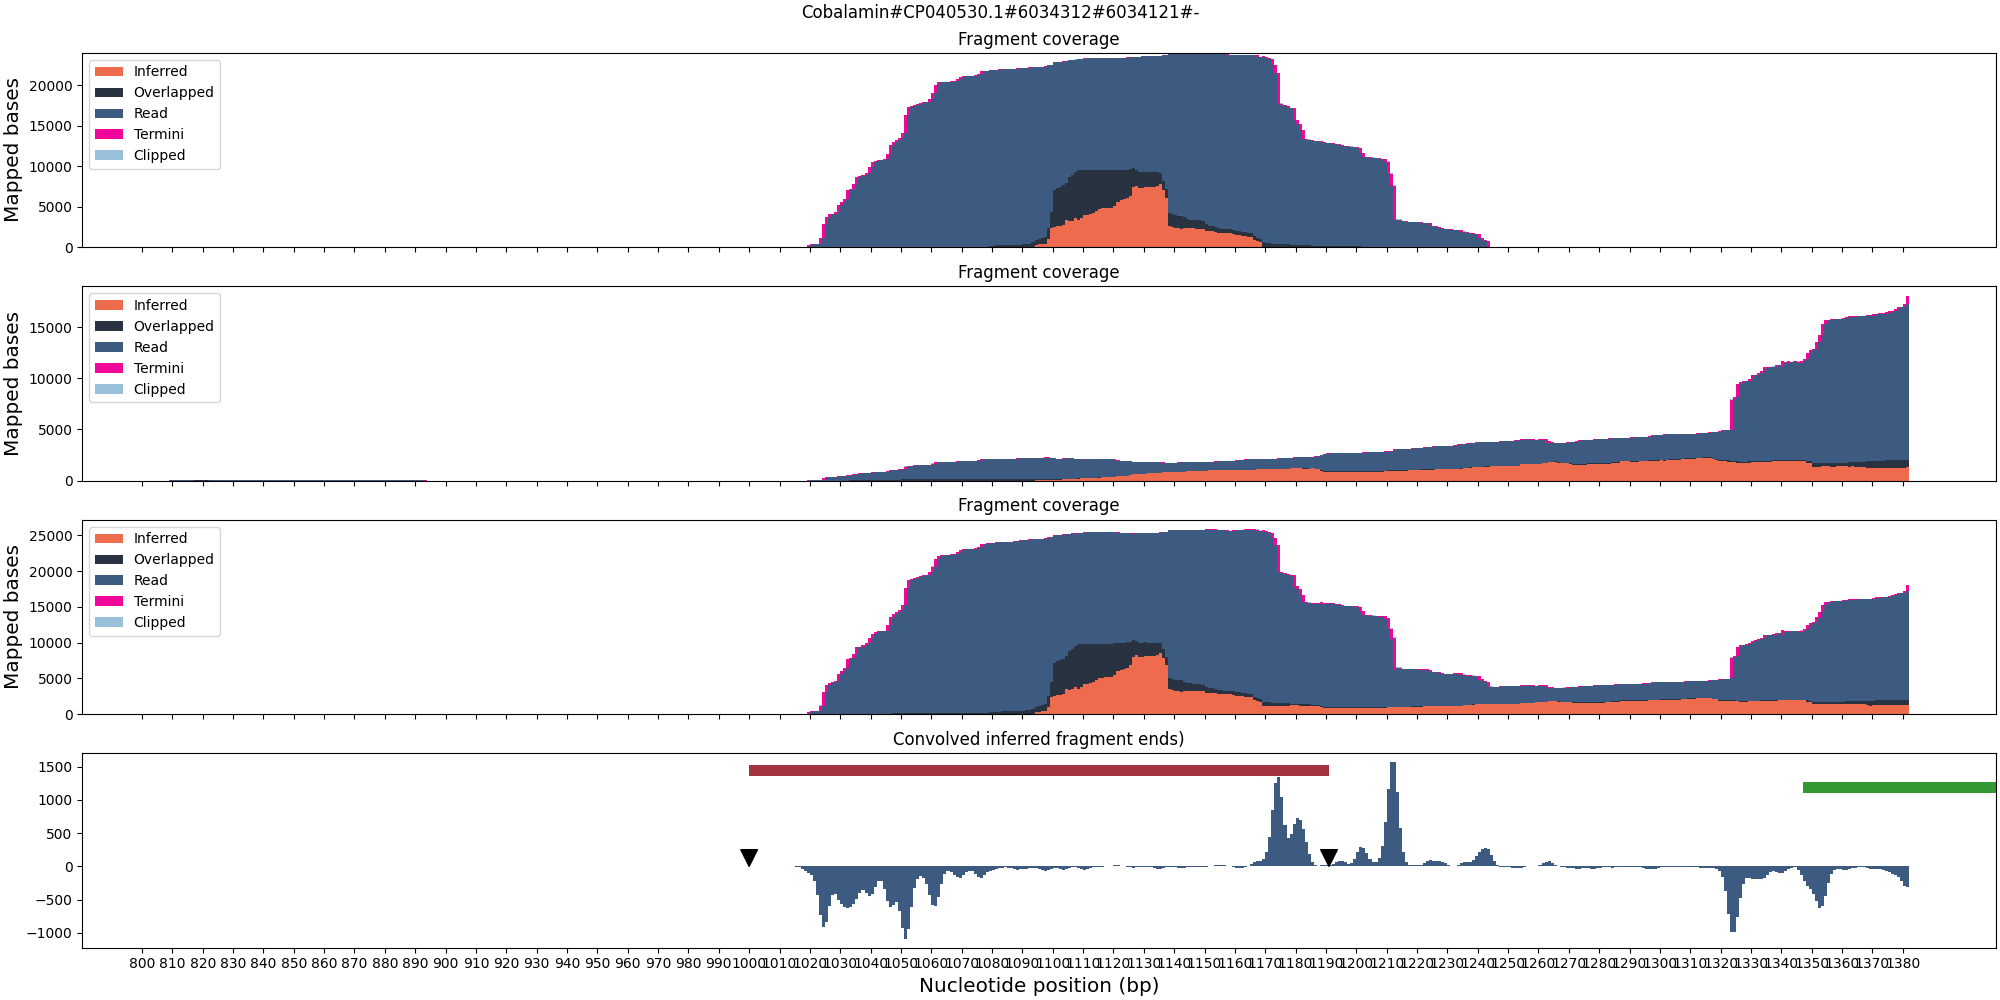 Cobalamin#CP040530.1#6034312#6034121#-
Fragment coverage
Mapped bases
20000
15000
10000
5000
0
Inferred
Overlapped
Read
Termini
Clipped
Fragment coverage
Mapped bases
15000
10000
5000
0
Inferred
Overlapped
Read
Termini
Clipped
Fragment coverage
Mapped bases
25000
20000
15000
10000
5000
0
Inferred
Overlapped
Read
Termini
Clipped
Convolved inferred fragment ends)
1500
1000
500
0
−500
−1000
800 810 820 830 840 850 860 870 880 890 900 910 920 930 940 950 960 970 980 990 1000 1010 1020 1030 1040 1050 1060 1070 1080 1090 1100 1110 1120 1130 1140 1150 1160 1170 1180 1190 1200 1210 1220 1230 1240 1250 1260 1270 1280 1290 1300 1310 1320 1330 1340 1350 1360 1370 1380
Nucleotide position (bp)